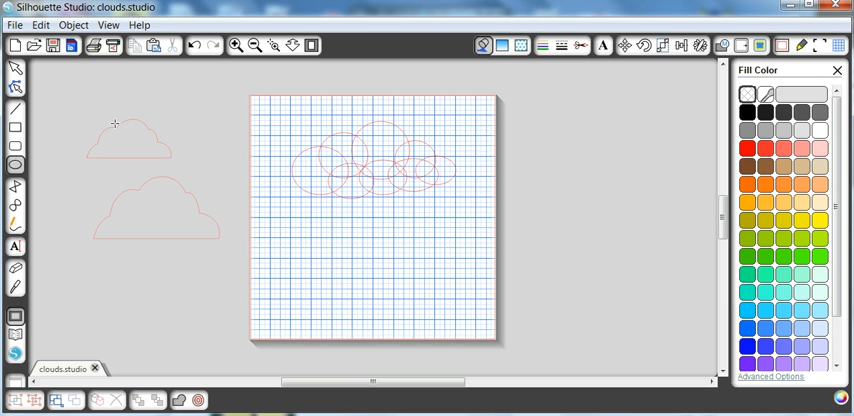 Silhouette Studio: clouds.studio
File Edit Object View Help
Fill Color
clouds.studio
Advanced Options